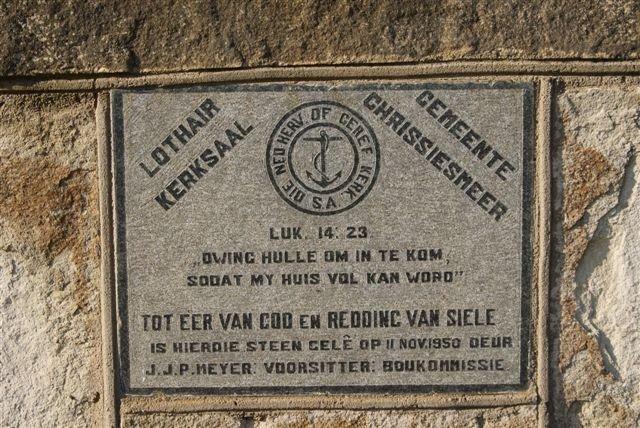 LOTHAIR
KERKSAAL
DIE NED HERV OF GEREF KERK S A
GEMEENTE
CHRISSIESMEER
LUK. 14: 23
„DWING HULLE OM IN TE KOM,
SODAT MY HUIS VOL KAN WORD"
TOT EER VAN GOD EN REDDING VAN SIELE
IS HIERDIE STEEN GELÊ OP 11 NOV 1950 DEUR
J.J.P. MEYER: VOORSITTER: BOUKOMMISSIE